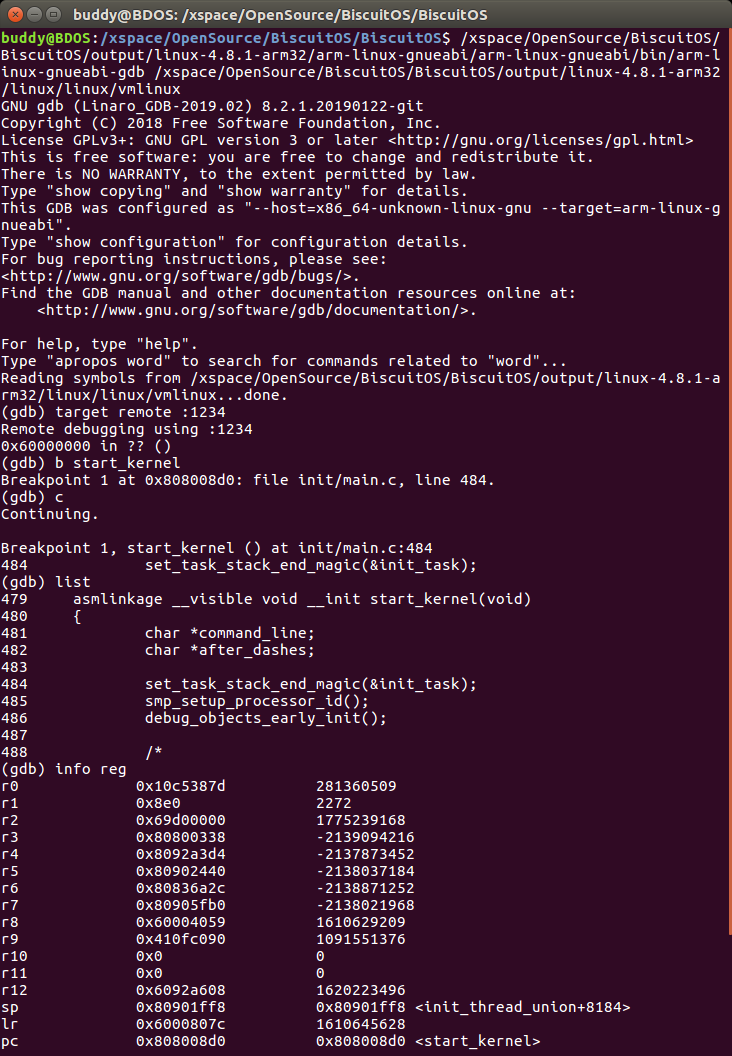 buddy@BDOS: /xspace/OpenSource/BiscuitOS/BiscuitOS
buddy@BDOS:/xspace/OpenSource/BiscuitOS/BiscuitOS$ /xspace/OpenSource/BiscuitOS/
BiscuitOS/output/linux-4.8.1-arm32/arm-linux-gnueabi/arm-linux-gnueabi/bin/arm-l
inux-gnueabi-gdb /xspace/OpenSource/BiscuitOS/BiscuitOS/output/linux-4.8.1-arm32
/linux/linux/vmlinux
GNU gdb (Linaro_GDB-2019.02) 8.2.1.20190122-git
Copyright (C) 2018 Free Software Foundation, Inc.
License GPLv3+: GNU GPL version 3 or later <http://gnu.org/licenses/gpl.html>
This is free software: you are free to change and redistribute it.
There is NO WARRANTY, to the extent permitted by law.
Type "show copying" and "show warranty" for details.
This GDB was configured as "--host=x86_64-unknown-linux-gnu --target=arm-linux-g
nueabi".
Type "show configuration" for configuration details.
For bug reporting instructions, please see:
<http://www.gnu.org/software/gdb/bugs/>.
Find the GDB manual and other documentation resources online at:
    <http://www.gnu.org/software/gdb/documentation/>.

For help, type "help".
Type "apropos word" to search for commands related to "word"...
Reading symbols from /xspace/OpenSource/BiscuitOS/BiscuitOS/output/linux-4.8.1-a
rm32/linux/linux/vmlinux...done.
(gdb) target remote :1234
Remote debugging using :1234
0x60000000 in ?? ()
(gdb) b start_kernel
Breakpoint 1 at 0x808008d0: file init/main.c, line 484.
(gdb) c
Continuing.

Breakpoint 1, start_kernel () at init/main.c:484
484             set_task_stack_end_magic(&init_task);
(gdb) list
479     asmlinkage __visible void __init start_kernel(void)
480     {
481             char *command_line;
482             char *after_dashes;
483
484             set_task_stack_end_magic(&init_task);
485             smp_setup_processor_id();
486             debug_objects_early_init();
487
488             /*
(gdb) info reg
r0             0x10c5387d          281360509
r1             0x8e0               2272
r2             0x69d00000          1775239168
r3             0x80800338          -2139094216
r4             0x8092a3d4          -2137873452
r5             0x80902440          -2138037184
r6             0x80836a2c          -2138871252
r7             0x80905fb0          -2138021968
r8             0x60004059          1610629209
r9             0x410fc090          1091551376
r10            0x0                 0
r11            0x0                 0
r12            0x6092a608          1620223496
sp             0x80901ff8          0x80901ff8 <init_thread_union+8184>
lr             0x6000807c          1610645628
pc             0x808008d0          0x808008d0 <start_kernel>